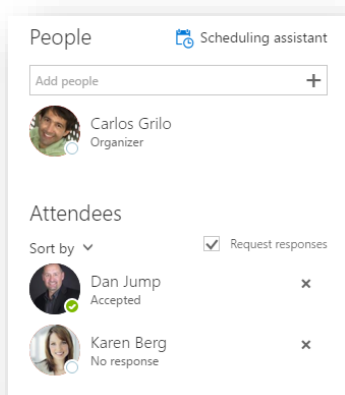 People
Scheduling assistant
Add people
Carlos Grilo
Organizer
Attendees
Sort by
Request responses
Dan Jump
Accepted
Karen Berg
No response